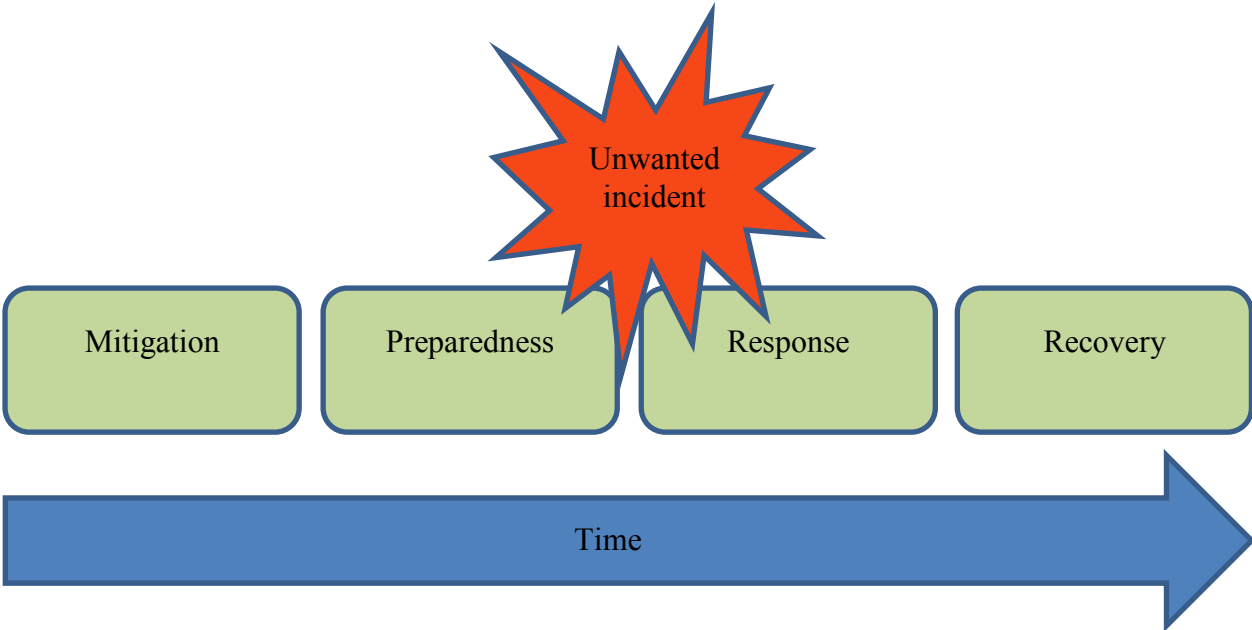 Unwanted
incident
Mitigation
Preparedness
Response
Recovery
Time